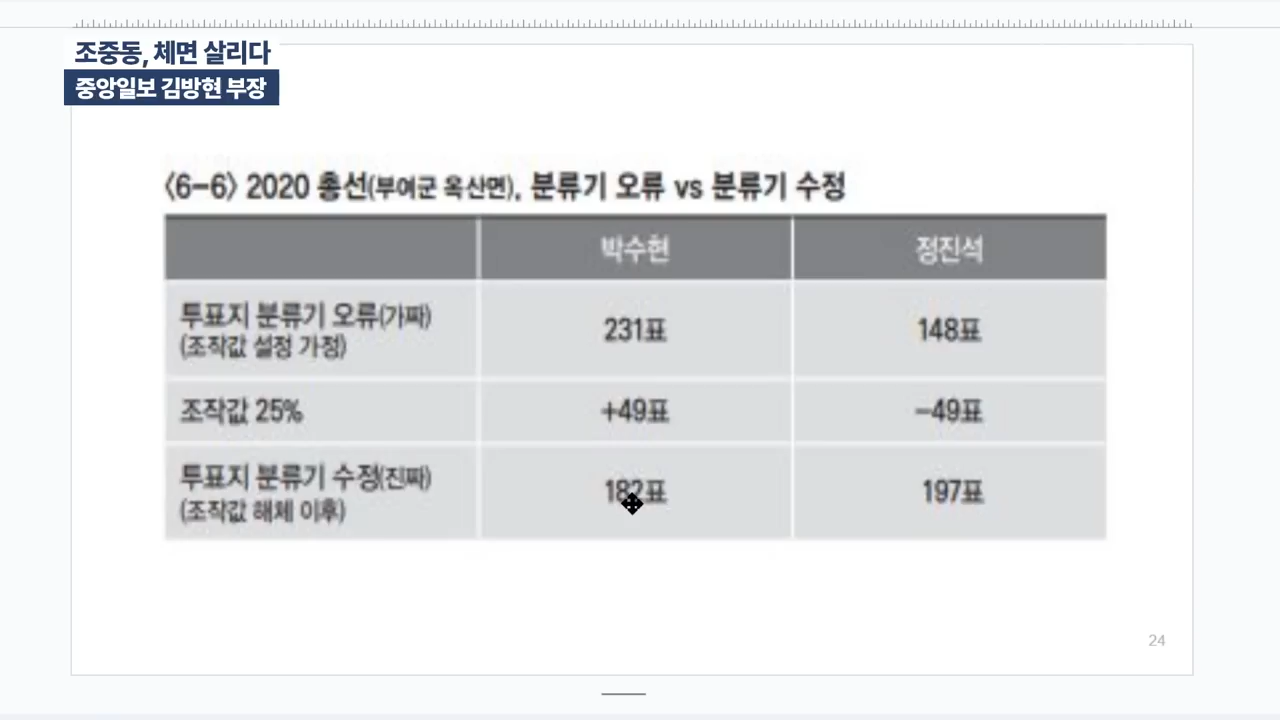 조중동, 체면 살리다
중앙일보 김방현 부장
〈6-6〉 2020 총선(부여군 옥산면), 분류기 오류 vs 분류기 수정
박수현 정진석
투표지 분류기 오류(가짜)
(조작값 설정 가정)
231표 148표
조작값 25% +49표 -49표
투표지 분류기 수정(진짜)
(조작값 해체 이후)
182표 197표
24